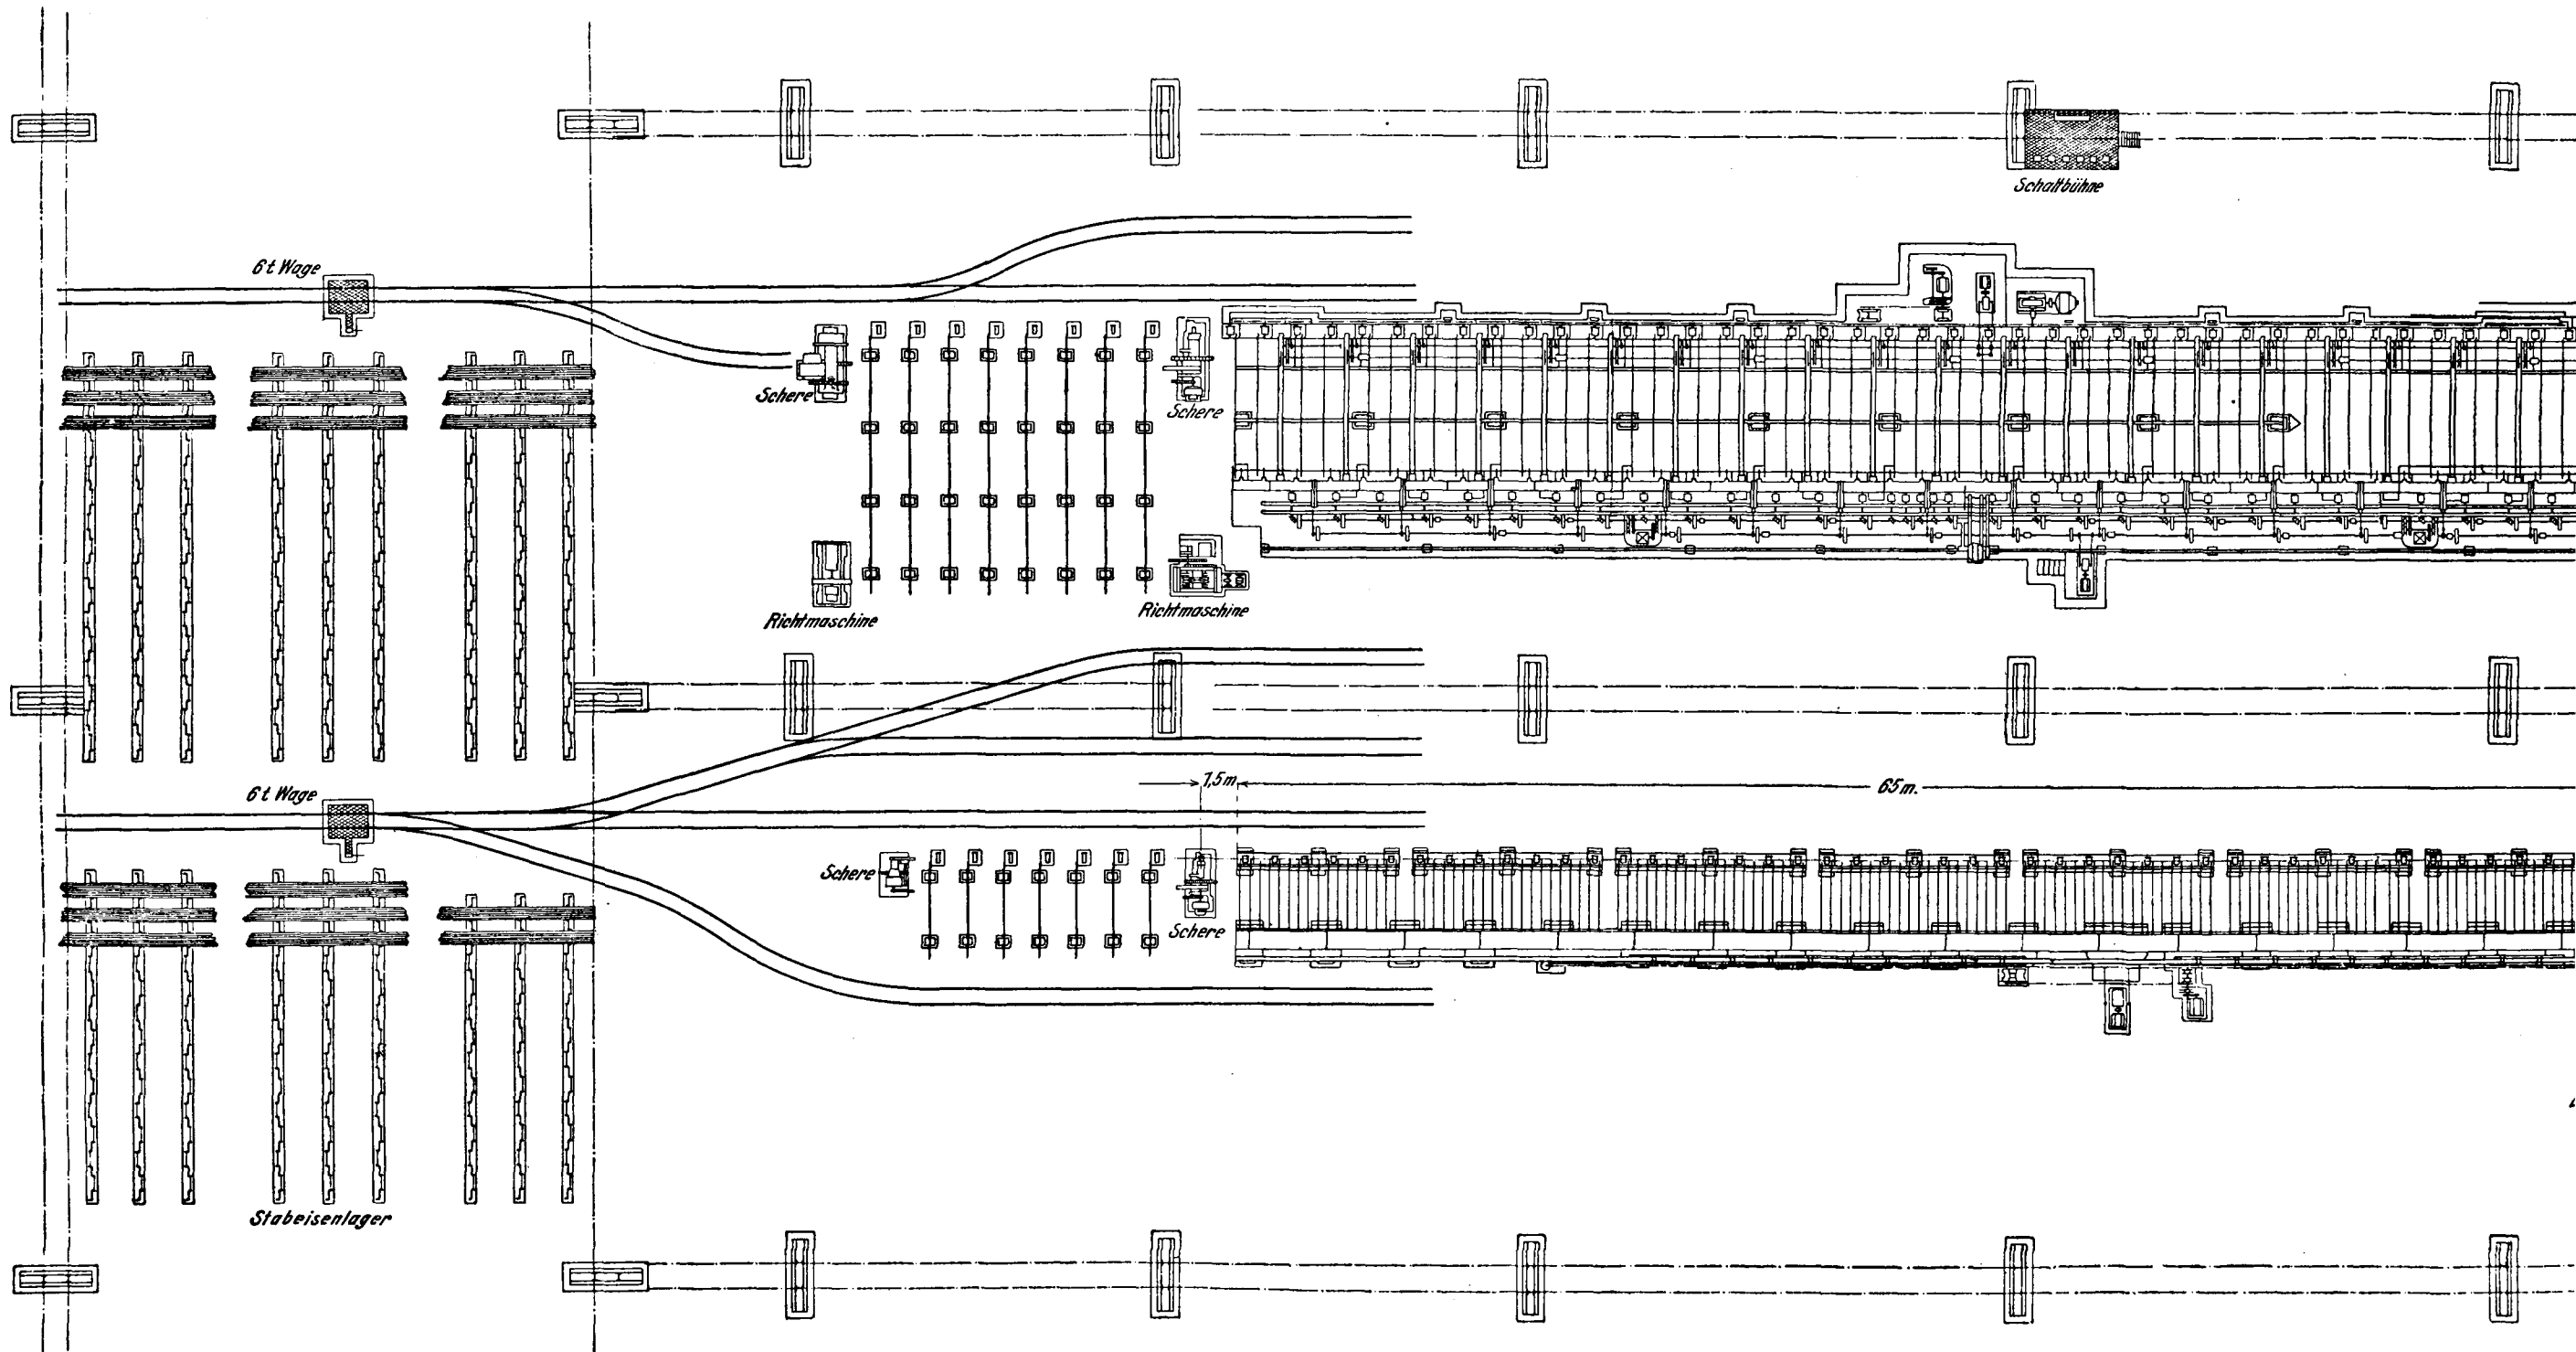 Schaltbühne
6t Wage
Schere
Schere
Richtmaschine
Richtmaschine
6t Wage
1,5m.
65m.
Schere
Schere
Stabeisenlager